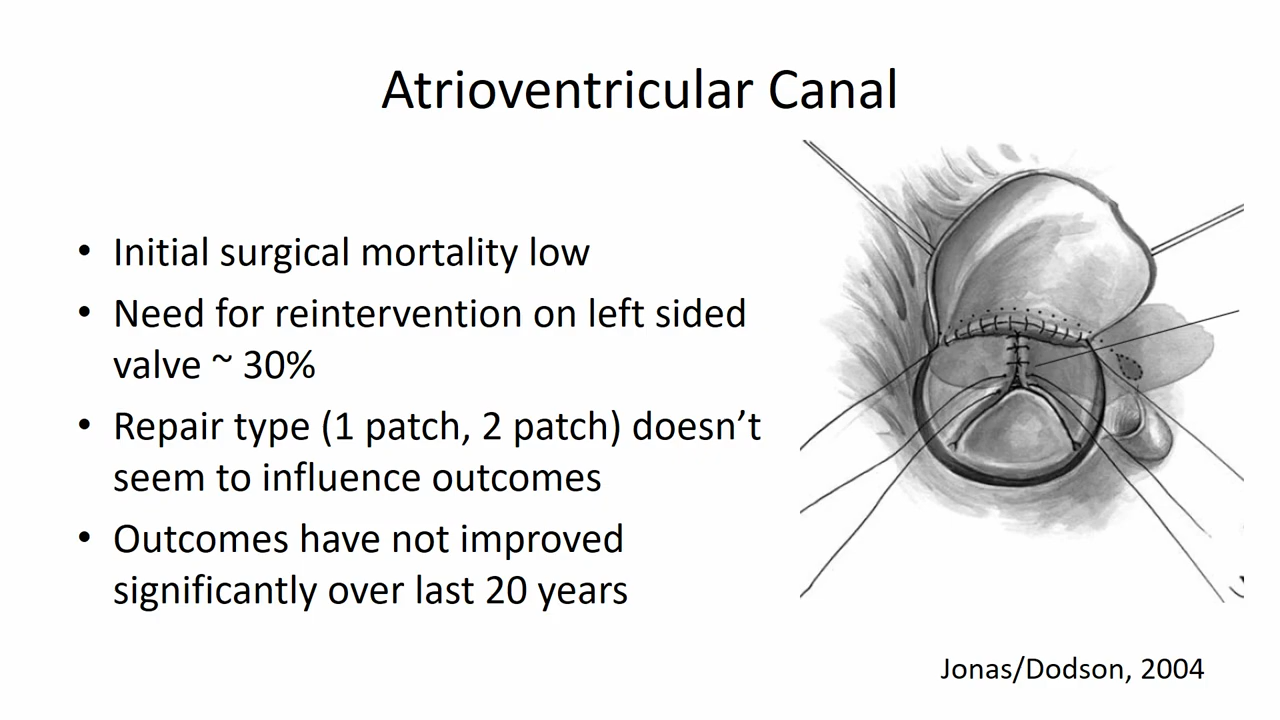 Atrioventricular Canal
• Initial surgical mortality low
• Need for reintervention on left sided
valve ~ 30%
• Repair type (1 patch, 2 patch) doesn’t
seem to influence outcomes
• Outcomes have not improved
significantly over last 20 years
Jonas/Dodson, 2004